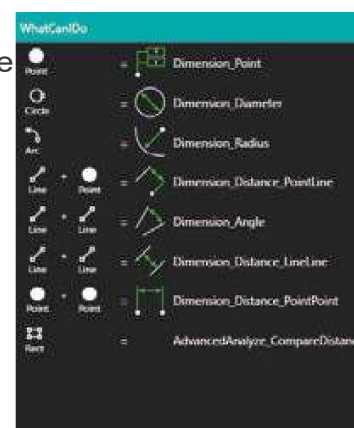 WhatCanIDo
e
Point = Dimension_Point
Circle = Dimension_Diameter
Arc = Dimension_Radius
Line + Point = Dimension_Distance_PointLine
Line + Line = Dimension_Angle
Line + Line = Dimension_Distance_LineLine
Point + Point = Dimension_Distance_PointPoint
Rect = AdvancedAnalyze_CompareDistan